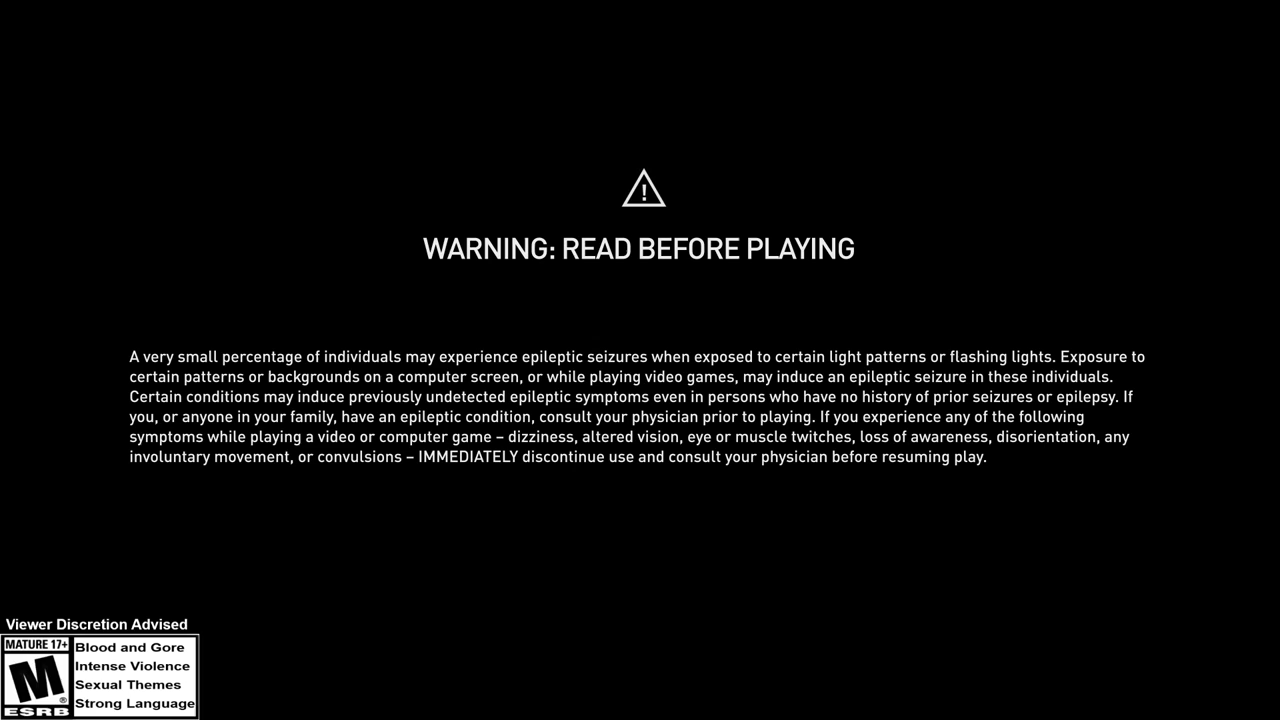 WARNING: READ BEFORE PLAYING
A very small percentage of individuals may experience epileptic seizures when exposed to certain light patterns or flashing lights. Exposure to
certain patterns or backgrounds on a computer screen, or while playing video games, may induce an epileptic seizure in these individuals.
Certain conditions may induce previously undetected epileptic symptoms even in persons who have no history of prior seizures or epilepsy. If
you, or anyone in your family, have an epileptic condition, consult your physician prior to playing. If you experience any of the following
symptoms while playing a video or computer game – dizziness, altered vision, eye or muscle twitches, loss of awareness, disorientation, any
involuntary movement, or convulsions – IMMEDIATELY discontinue use and consult your physician before resuming play.
Viewer Discretion Advised
MATURE 17+
M
®
ESRB
Blood and Gore
Intense Violence
Sexual Themes
Strong Language